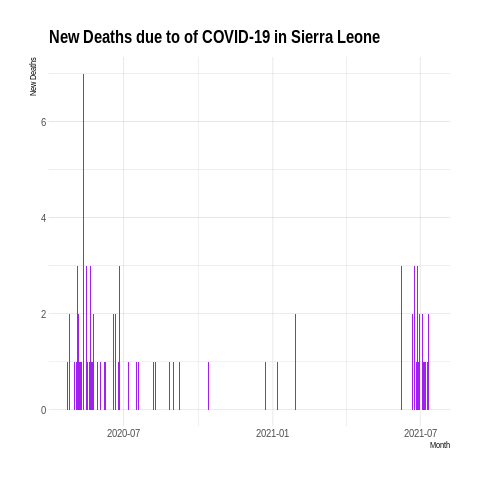 New Deaths due to of COVID-19 in Sierra Leone
New Deaths
6
4
2
0
2020-07
2021-01
2021-07
Month